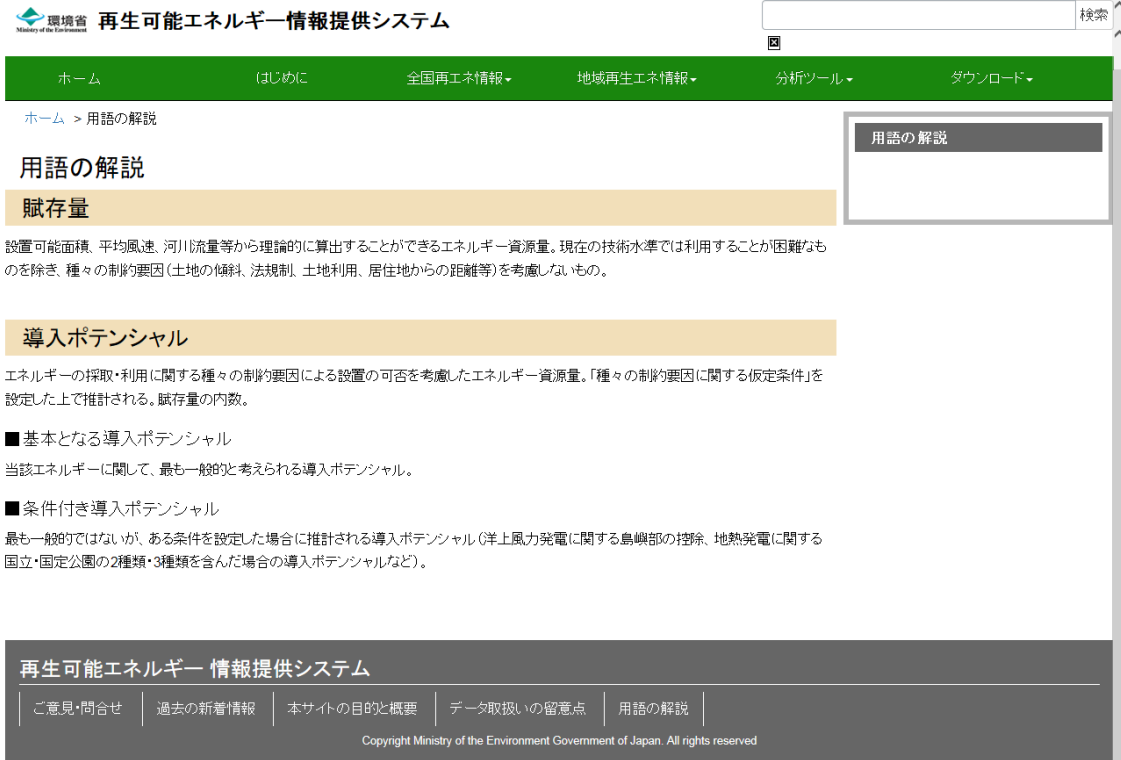 環境省 再生可能エネルギー情報提供システム
Ministry of the Environment
検索
ホーム はじめに 全国再エネ情報▾ 地域再生エネ情報▾ 分析ツール▾ ダウンロード▾
ホーム > 用語の解説
用語の解説
用語の解説
賦存量
設置可能面積、平均風速、河川流量等から理論的に算出することができるエネルギー資源量。現在の技術水準では利用することが困難なも
のを除き、種々の制約要因(土地の傾斜、法規制、土地利用、居住地からの距離等)を考慮しないもの。
導入ポテンシャル
エネルギーの採取・利用に関する種々の制約要因による設置の可否を考慮したエネルギー資源量。「種々の制約要因に関する仮定条件」を
設定した上で推計される。賦存量の内数。
■基本となる導入ポテンシャル
当該エネルギーに関して、最も一般的と考えられる導入ポテンシャル。
■条件付き導入ポテンシャル
最も一般的ではないが、ある条件を設定した場合に推計される導入ポテンシャル(洋上風力発電に関する島嶼部の控除、地熱発電に関する
国立・国定公園の2種類・3種類を含んだ場合の導入ポテンシャルなど)。
再生可能エネルギー 情報提供システム
ご意見・問合せ 過去の新着情報 本サイトの目的と概要 データ取扱いの留意点 用語の解説
Copyright Ministry of the Environment Government of Japan. All rights reserved